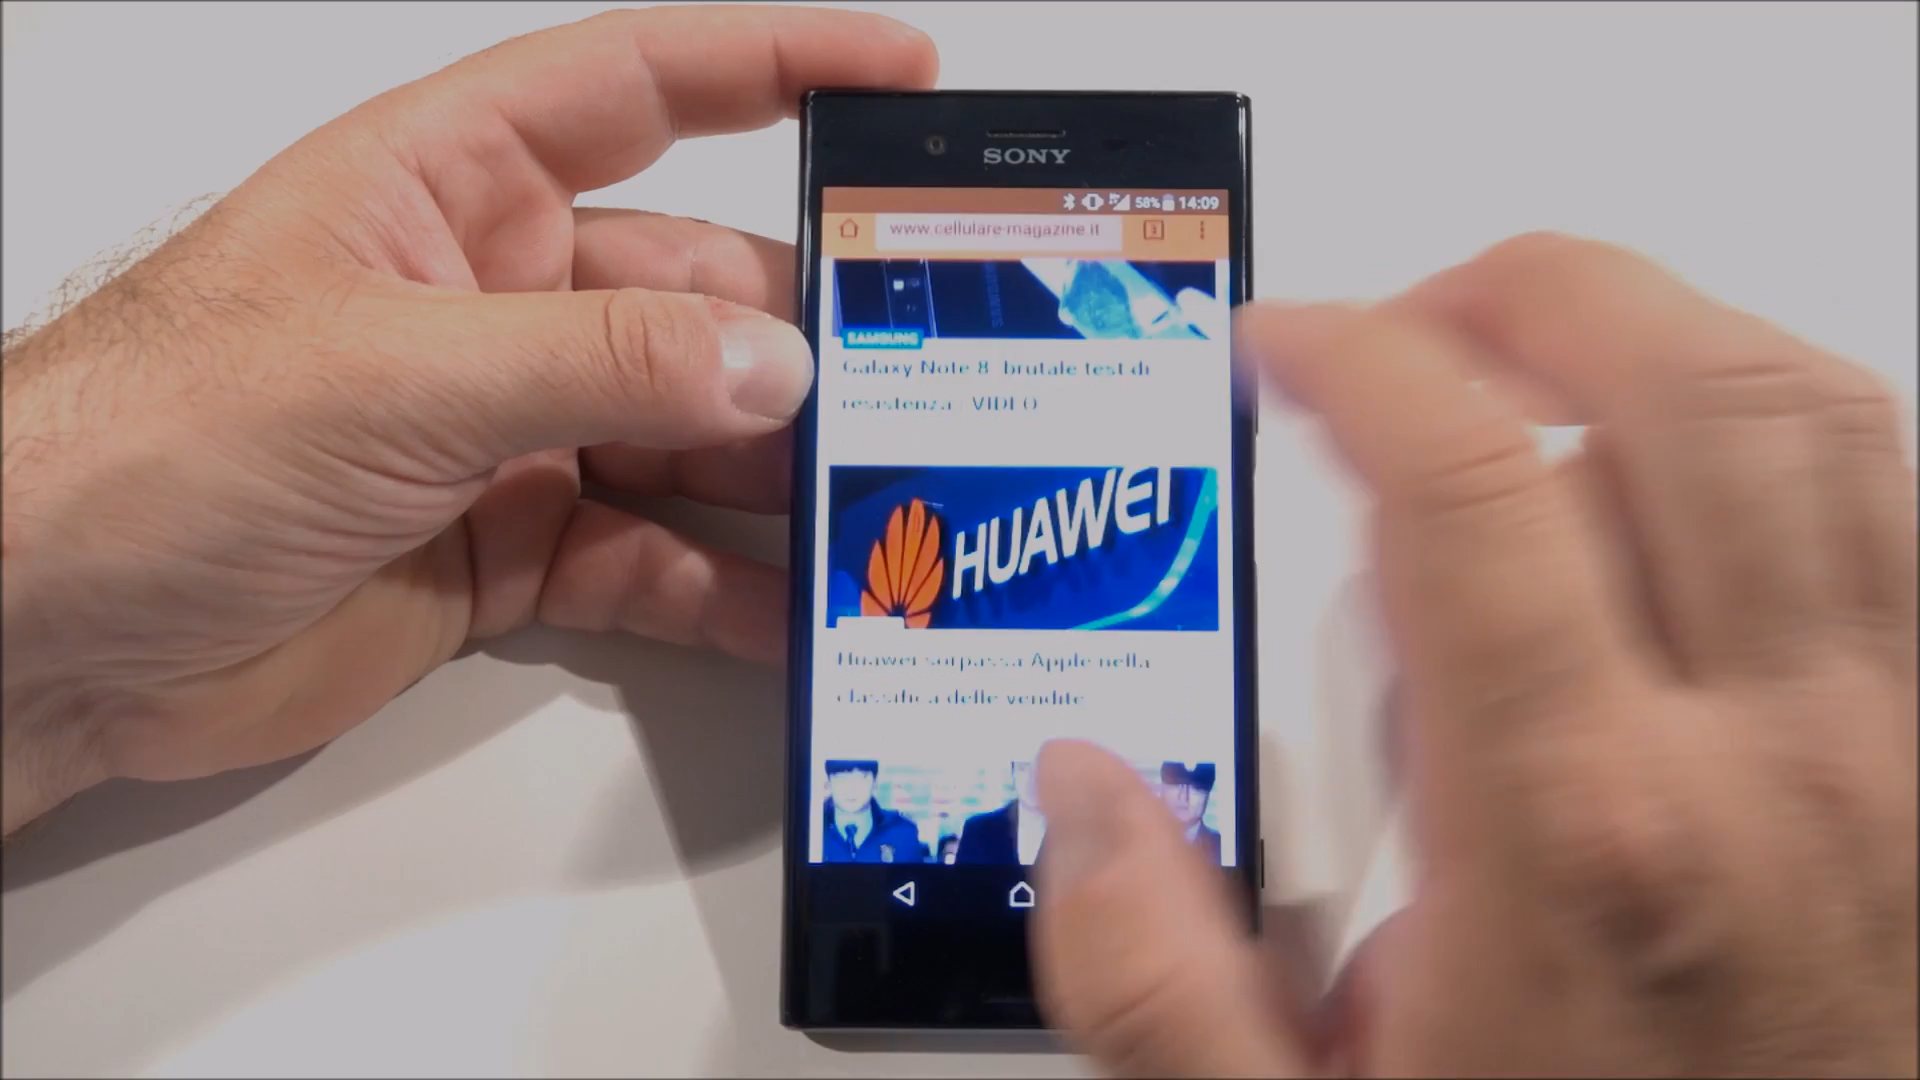 SONY
58% 14:09
www.cellulare-magazine.it 3
SAMSUNG
SAMSUNG
Galaxy Note 8 brutale test di
resistenza | VIDEO
HUAWEI
Huawei sorpassa Apple nella
classifica delle vendite